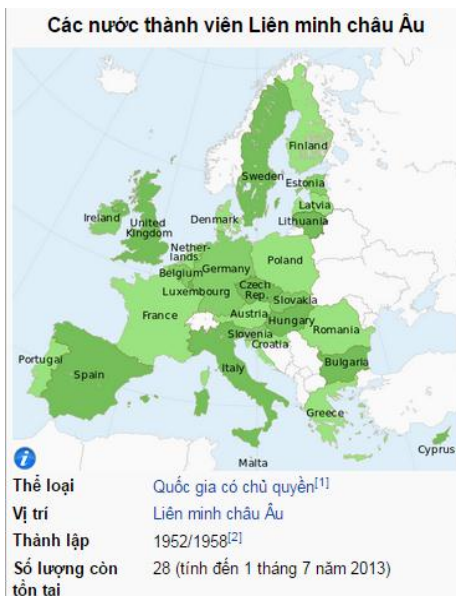 Các nước thành viên Liên minh châu Âu
Finland
Sweden
Estonia
Latvia
Lithuania
Denmark
Ireland
United
Kingdom
Nether-
lands
Belgium
Germany
Poland
Luxembourg
Czech
Rep.
Slovakia
France
Austria
Hungary
Romania
Slovenia
Croatia
Italy
Bulgaria
Portugal
Spain
Greece
Malta
Cyprus
i
Thể loại Quốc gia có chủ quyền[1]
Vị trí Liên minh châu Âu
Thành lập 1952/1958[2]
Số lượng còn 28 (tính đến 1 tháng 7 năm 2013)
tồn tại